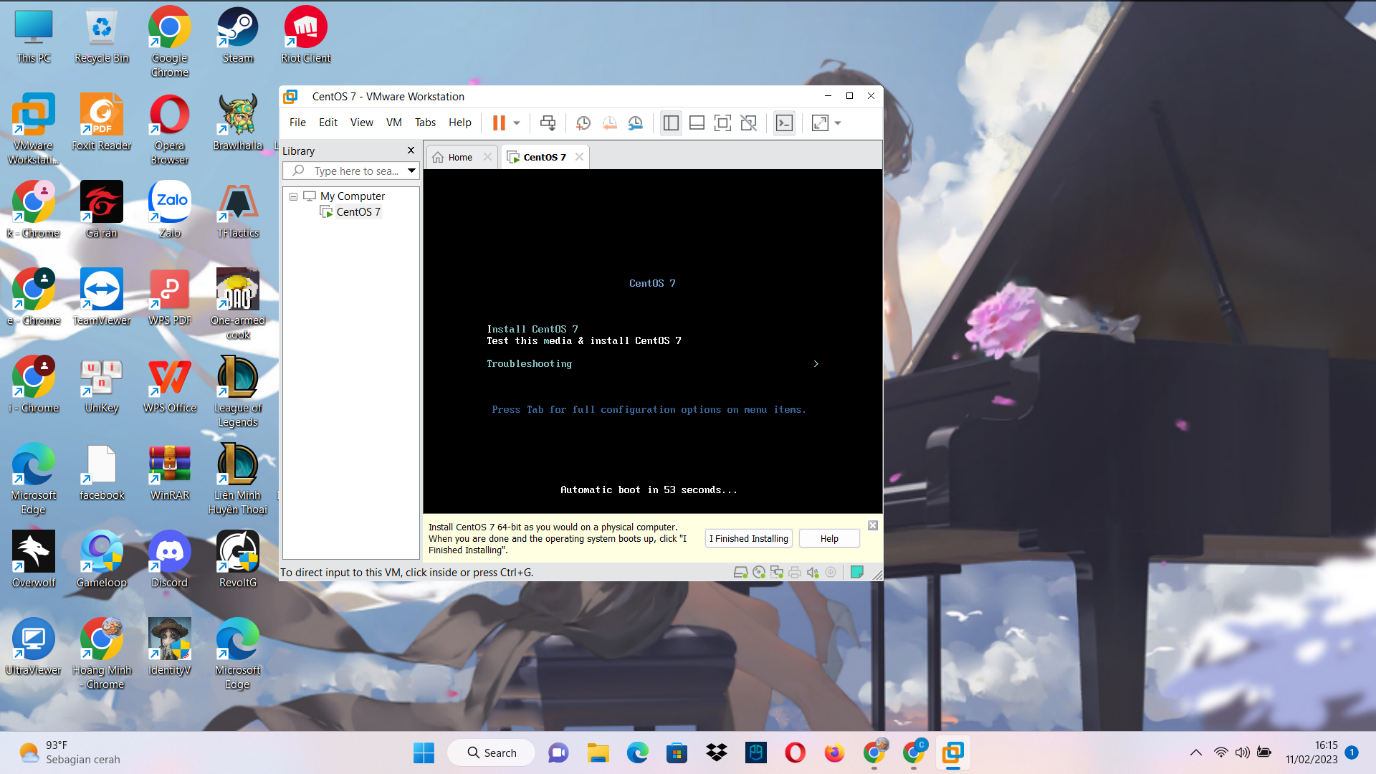 This PC
Recycle Bin
Google
Chrome
Steam
Riot Client
VMware
Workstati...
Foxit Reader
Opera
Browser
Brawlhalla
k - Chrome
Gà rán
Zalo
TFTactics
e - Chrome
TeamViewer
WPS PDF
One-armed
cook
i - Chrome
UniKey
WPS Office
League of
Legends
Microsoft
Edge
facebook
WinRAR
Liên Minh
Huyền Thoại
Overwolf
Gameloop
Discord
RevoltG
UltraViewer
Hoàng Minh
- Chrome
IdentityV
Microsoft
Edge
CentOS 7 - VMware Workstation
File Edit View VM Tabs Help
Library
Type here to sea...
My Computer
CentOS 7
Home
CentOS 7
CentOS 7
Install CentOS 7
Test this media & install CentOS 7
Troubleshooting >
Press Tab for full configuration options on menu items.
Automatic boot in 53 seconds...
Install CentOS 7 64-bit as you would on a physical computer.
When you are done and the operating system boots up, click "I
Finished Installing".
I Finished Installing
Help
To direct input to this VM, click inside or press Ctrl+G.
93°F
Sebagian cerah
Search
16:15
11/02/2023
1